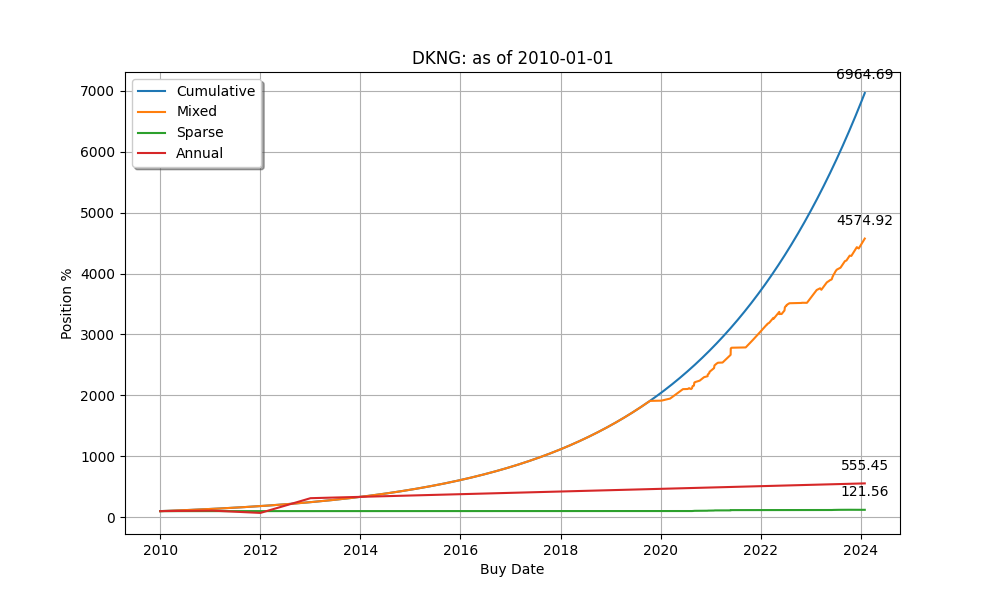 DKNG: as of 2010-01-01
6964.69
7000
Cumulative
Mixed
Sparse
Annual
6000
5000
4574.92
4000
Position %
3000
2000
1000
555.45
121.56
0
2010 2012 2014 2016 2018 2020 2022 2024
Buy Date